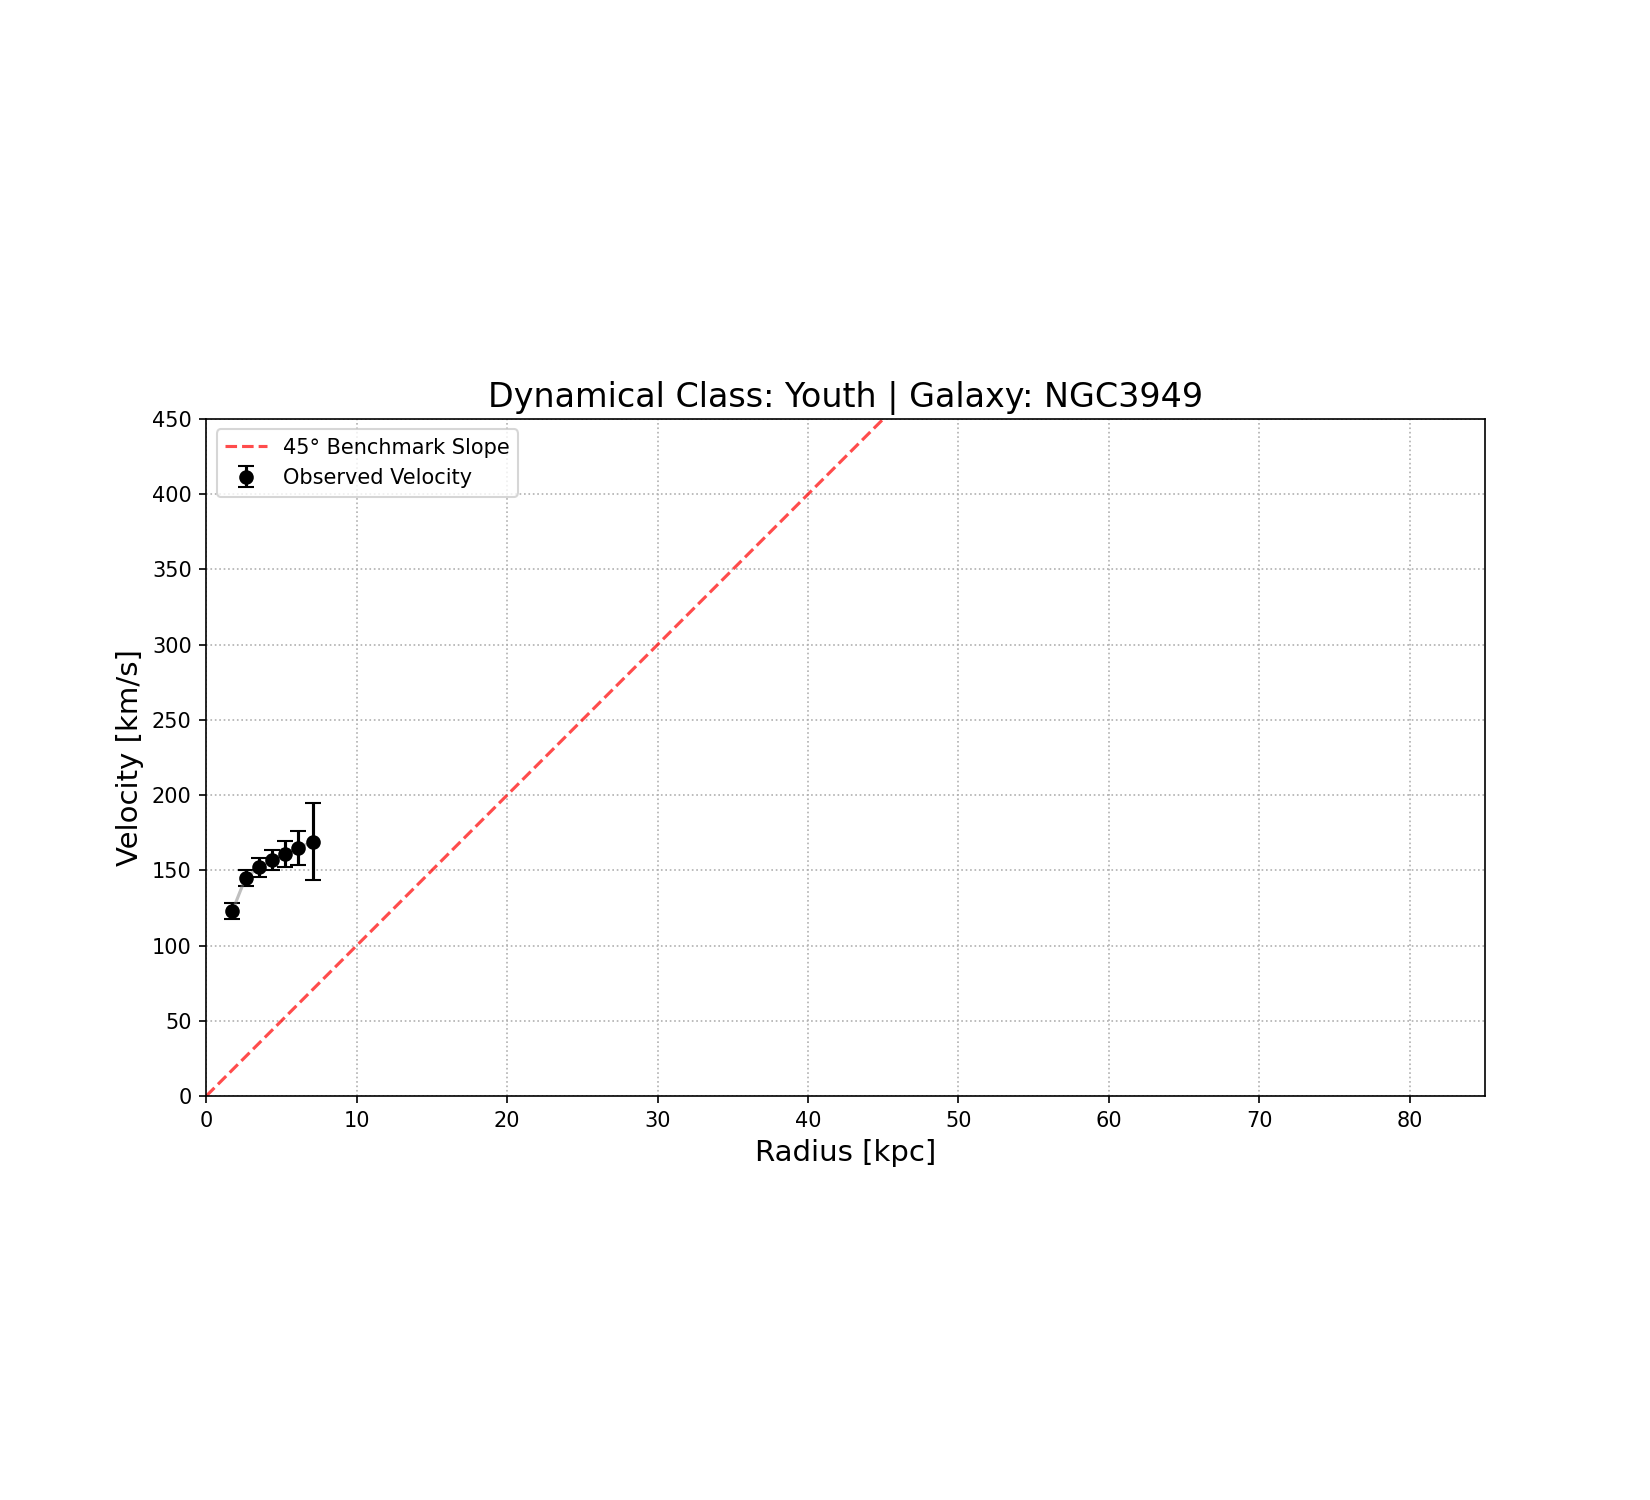 Dynamical Class: Youth | Galaxy: NGC3949
450
400
350
300
250
200
150
100
50
0
45° Benchmark Slope
Observed Velocity
Velocity [km/s]
0 10 20 30 40 50 60 70 80
Radius [kpc]